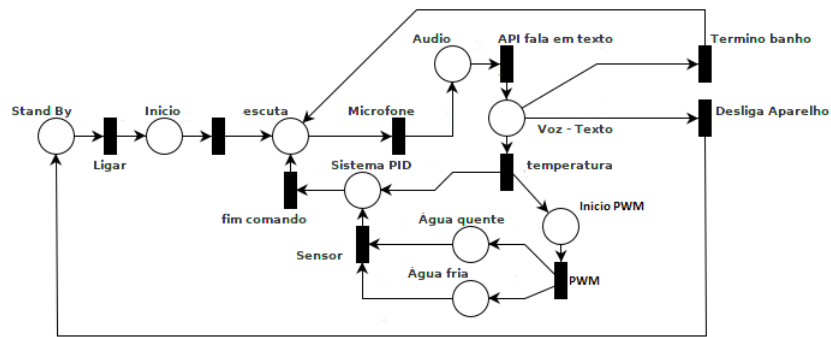 Audio
API fala em texto
Termino banho
Stand By
Inicio
escuta
Microfone
Desliga Aparelho
Voz - Texto
Ligar
Sistema PID
temperatura
fim comando
Inicio PWM
Água quente
Sensor
Água fria
PWM